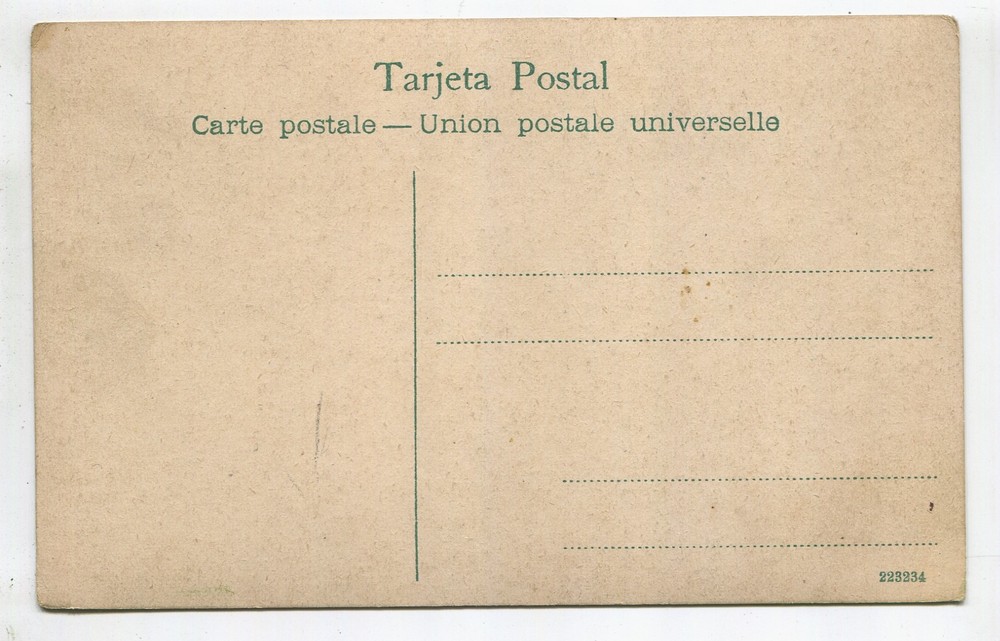 Tarjeta Postal
Carte postale — Union postale universelle
223234